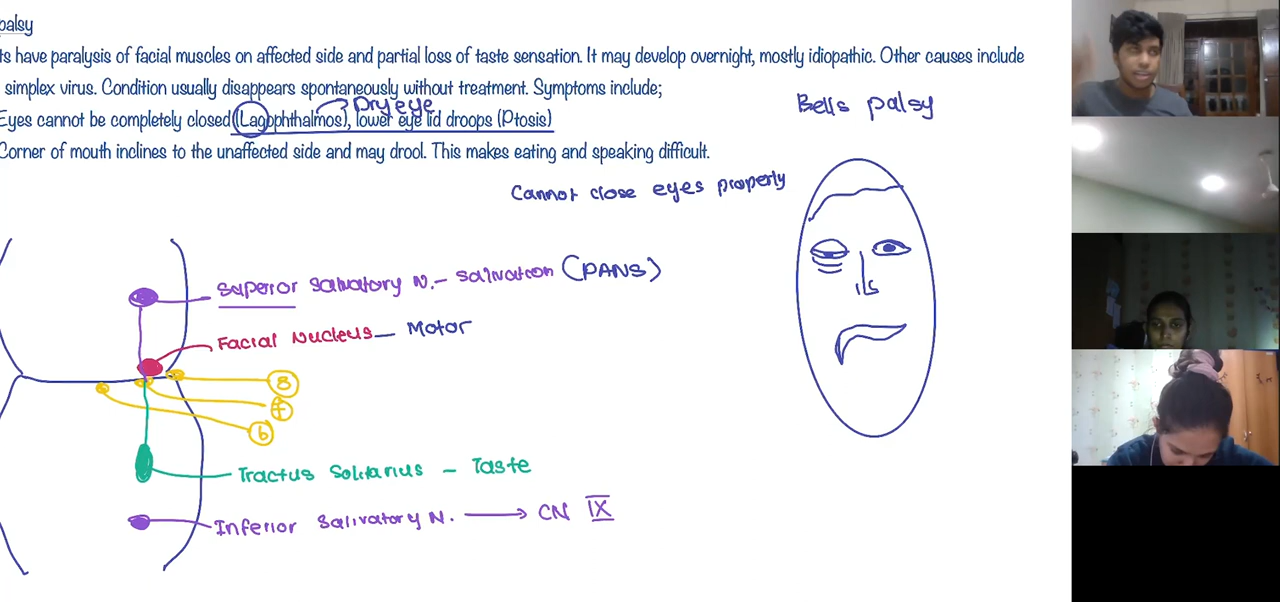 palsy
ts have paralysis of facial muscles on affected side and partial loss of taste sensation. It may develop overnight, mostly idiopathic. Other causes include
simplex virus. Condition usually disappears spontaneously without treatment. Symptoms include;
Dry eye
Eyes cannot be completely closed (Lagophthalmos), lower eye lid droops (Ptosis)
Corner of mouth inclines to the unaffected side and may drool. This makes eating and speaking difficult.
Bells palsy
Cannot close eyes properly
Superior Salivatory N. - Salivation (PANS)
Facial Nucleus - Motor
8
7
6
Tractus Solitarius - Taste
Inferior Salivatory N. → CN IX